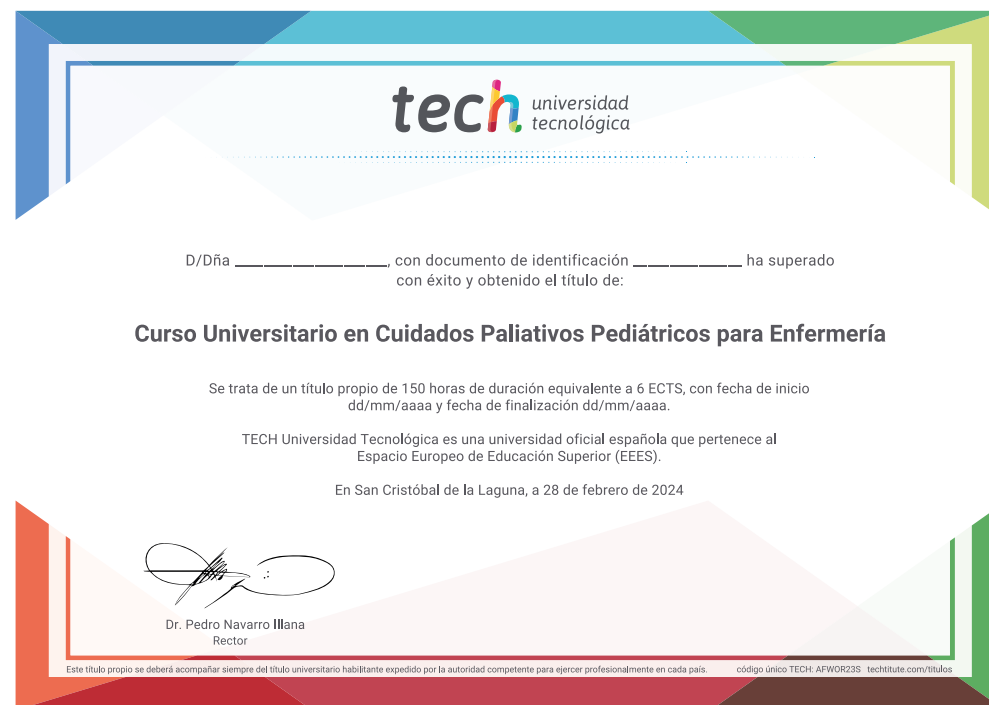 tech universidad
tecnológica
D/Dña ______________________, con documento de identificación ________________ ha superado
con éxito y obtenido el título de:
Curso Universitario en Cuidados Paliativos Pediátricos para Enfermería
Se trata de un título propio de 150 horas de duración equivalente a 6 ECTS, con fecha de inicio
dd/mm/aaaa y fecha de finalización dd/mm/aaaa.
TECH Universidad Tecnológica es una universidad oficial española que pertenece al
Espacio Europeo de Educación Superior (EEES).
En San Cristóbal de la Laguna, a 28 de febrero de 2024
Dr. Pedro Navarro Illana
Rector
Este título propio se deberá acompañar siempre del título universitario habilitante expedido por la autoridad competente para ejercer profesionalmente en cada país. código único TECH: AFWOR23S techtitute.com/titulos